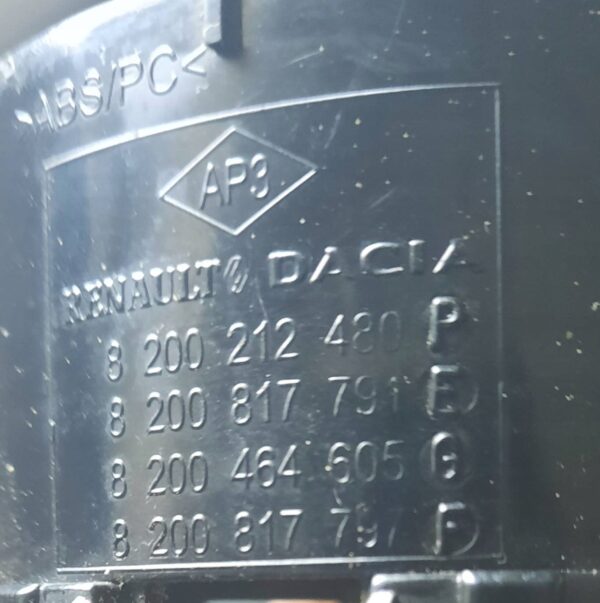 >ABS/PC<
AP3
RENAULT DACIA
8 200 212 480 P
8 200 817 791
8 200 464 605 G
8 200 817 797 F